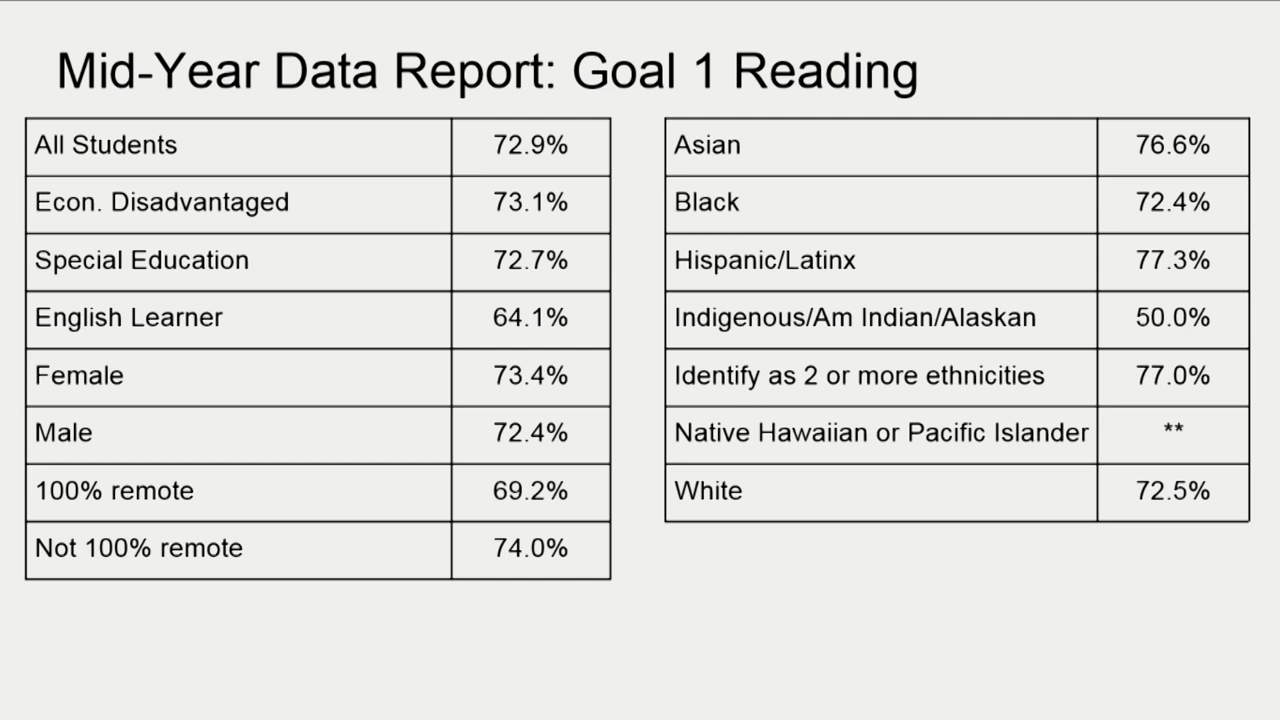 Mid-Year Data Report: Goal 1 Reading
All Students 72.9%
Econ. Disadvantaged 73.1%
Special Education 72.7%
English Learner 64.1%
Female 73.4%
Male 72.4%
100% remote 69.2%
Not 100% remote 74.0%
Asian 76.6%
Black 72.4%
Hispanic/Latinx 77.3%
Indigenous/Am Indian/Alaskan 50.0%
Identify as 2 or more ethnicities 77.0%
Native Hawaiian or Pacific Islander **
White 72.5%